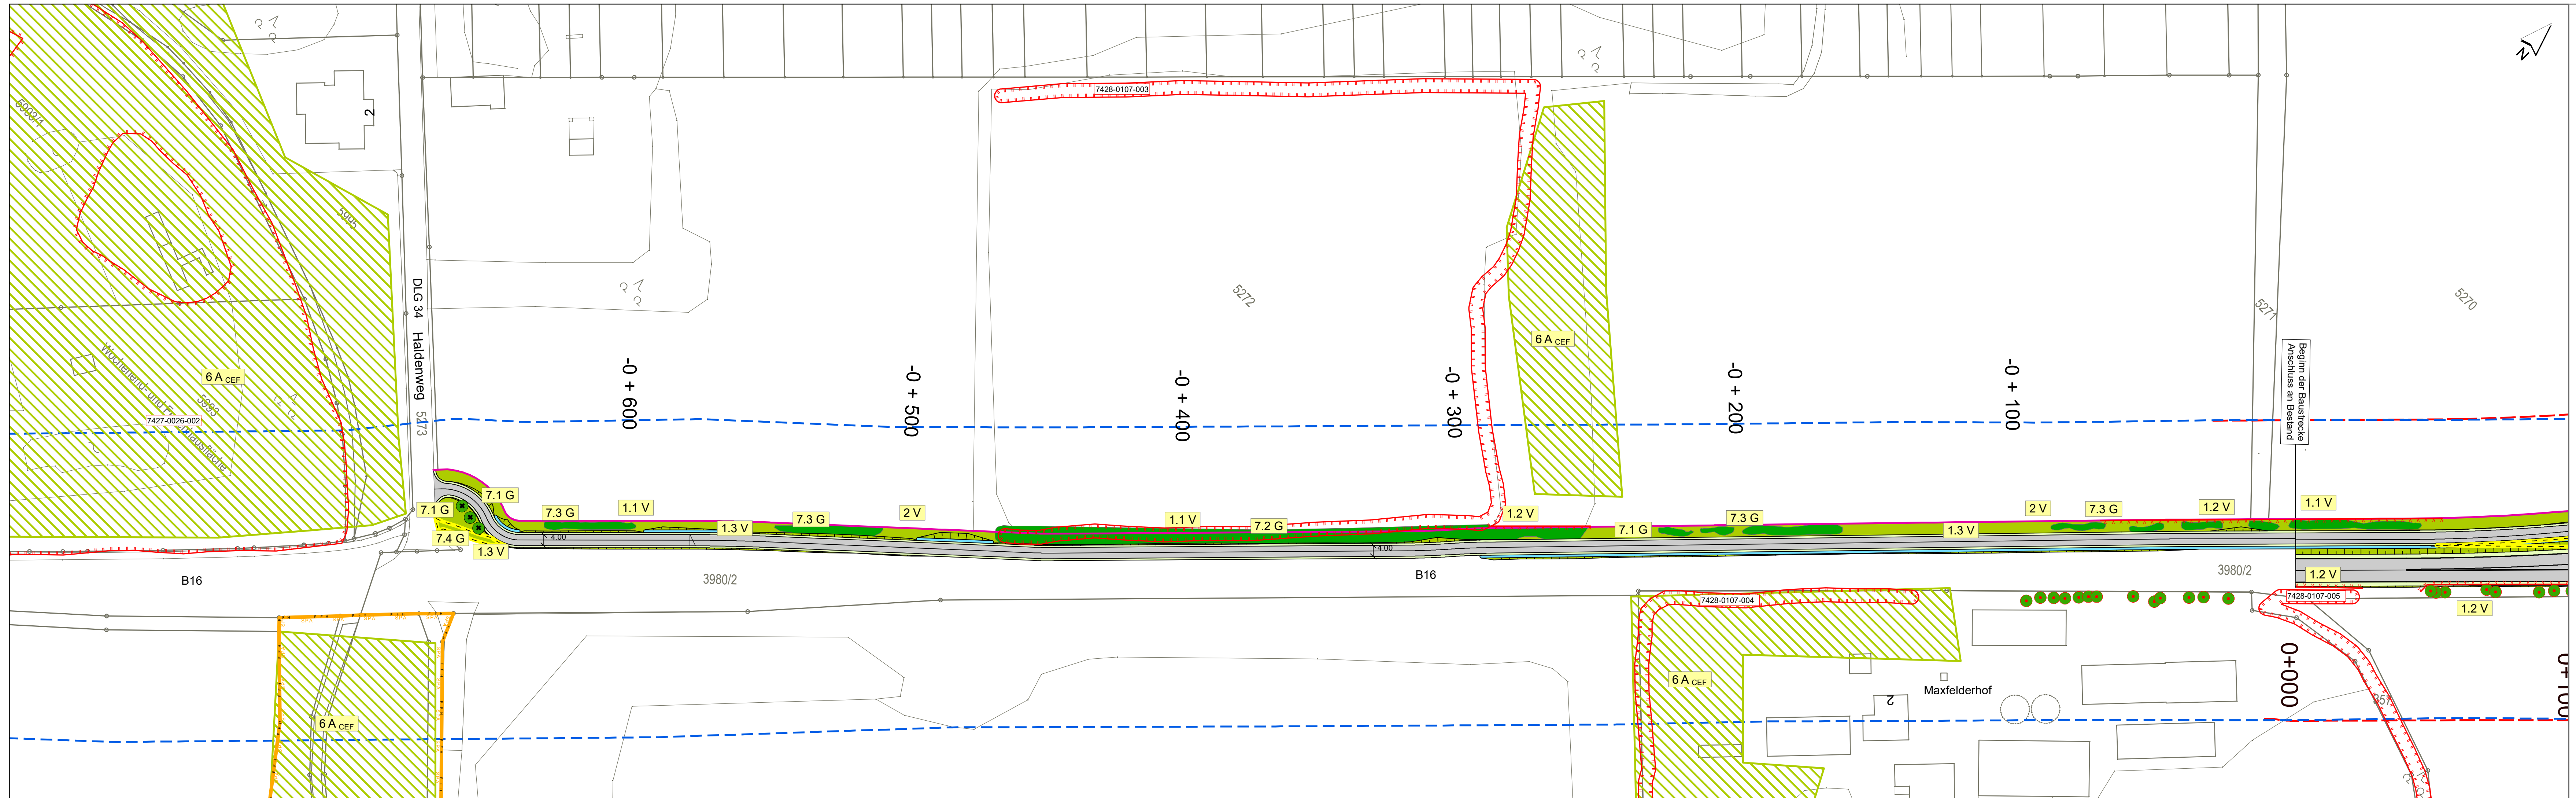 N
5993/1
2
7428-0107-003
5995
DLG 34 Haldenweg
5273
5272
5271
5270
Beginn der Baustrecke
Anschluss an Bestand
6 A CEF
6 A CEF
5993
7427-0026-002
-0 + 600
-0 + 500
-0 + 400
-0 + 300
-0 + 200
-0 + 100
7.1 G
7.1 G
7.3 G
1.1 V
1.3 V
7.3 G
2 V
1.1 V
7.2 G
1.2 V
7.1 G
7.3 G
1.3 V
2 V
7.3 G
1.2 V
1.1 V
7.4 G
1.3 V
4.00
4.00
B16
3980/2
B16
3980/2
1.2 V
7428-0107-004
7428-0107-005
1.2 V
6 A CEF
6 A CEF
Maxfelderhof
2
0+000
0+100